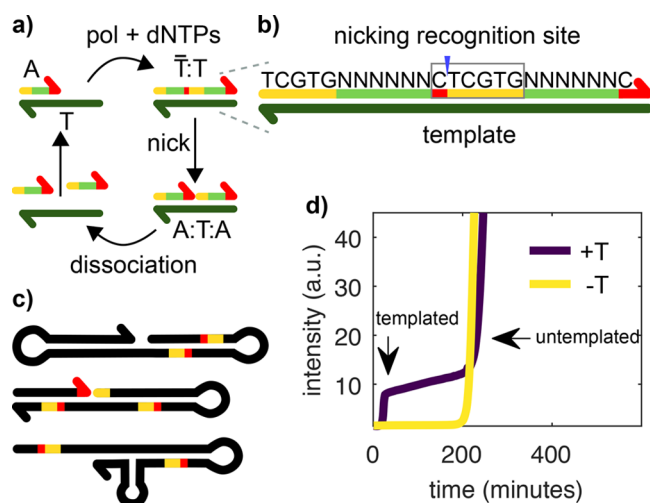 a)
pol + dNTPs
A
T̅:T
T
nick
A:T:A
dissociation
b)
nicking recognition site
TCGTGNNNNNNCTCGTGNNNNNNC
template
c)
d)
intensity (a.u.)
40
30
20
10
+T
-T
templated
untemplated
0
200
400
time (minutes)